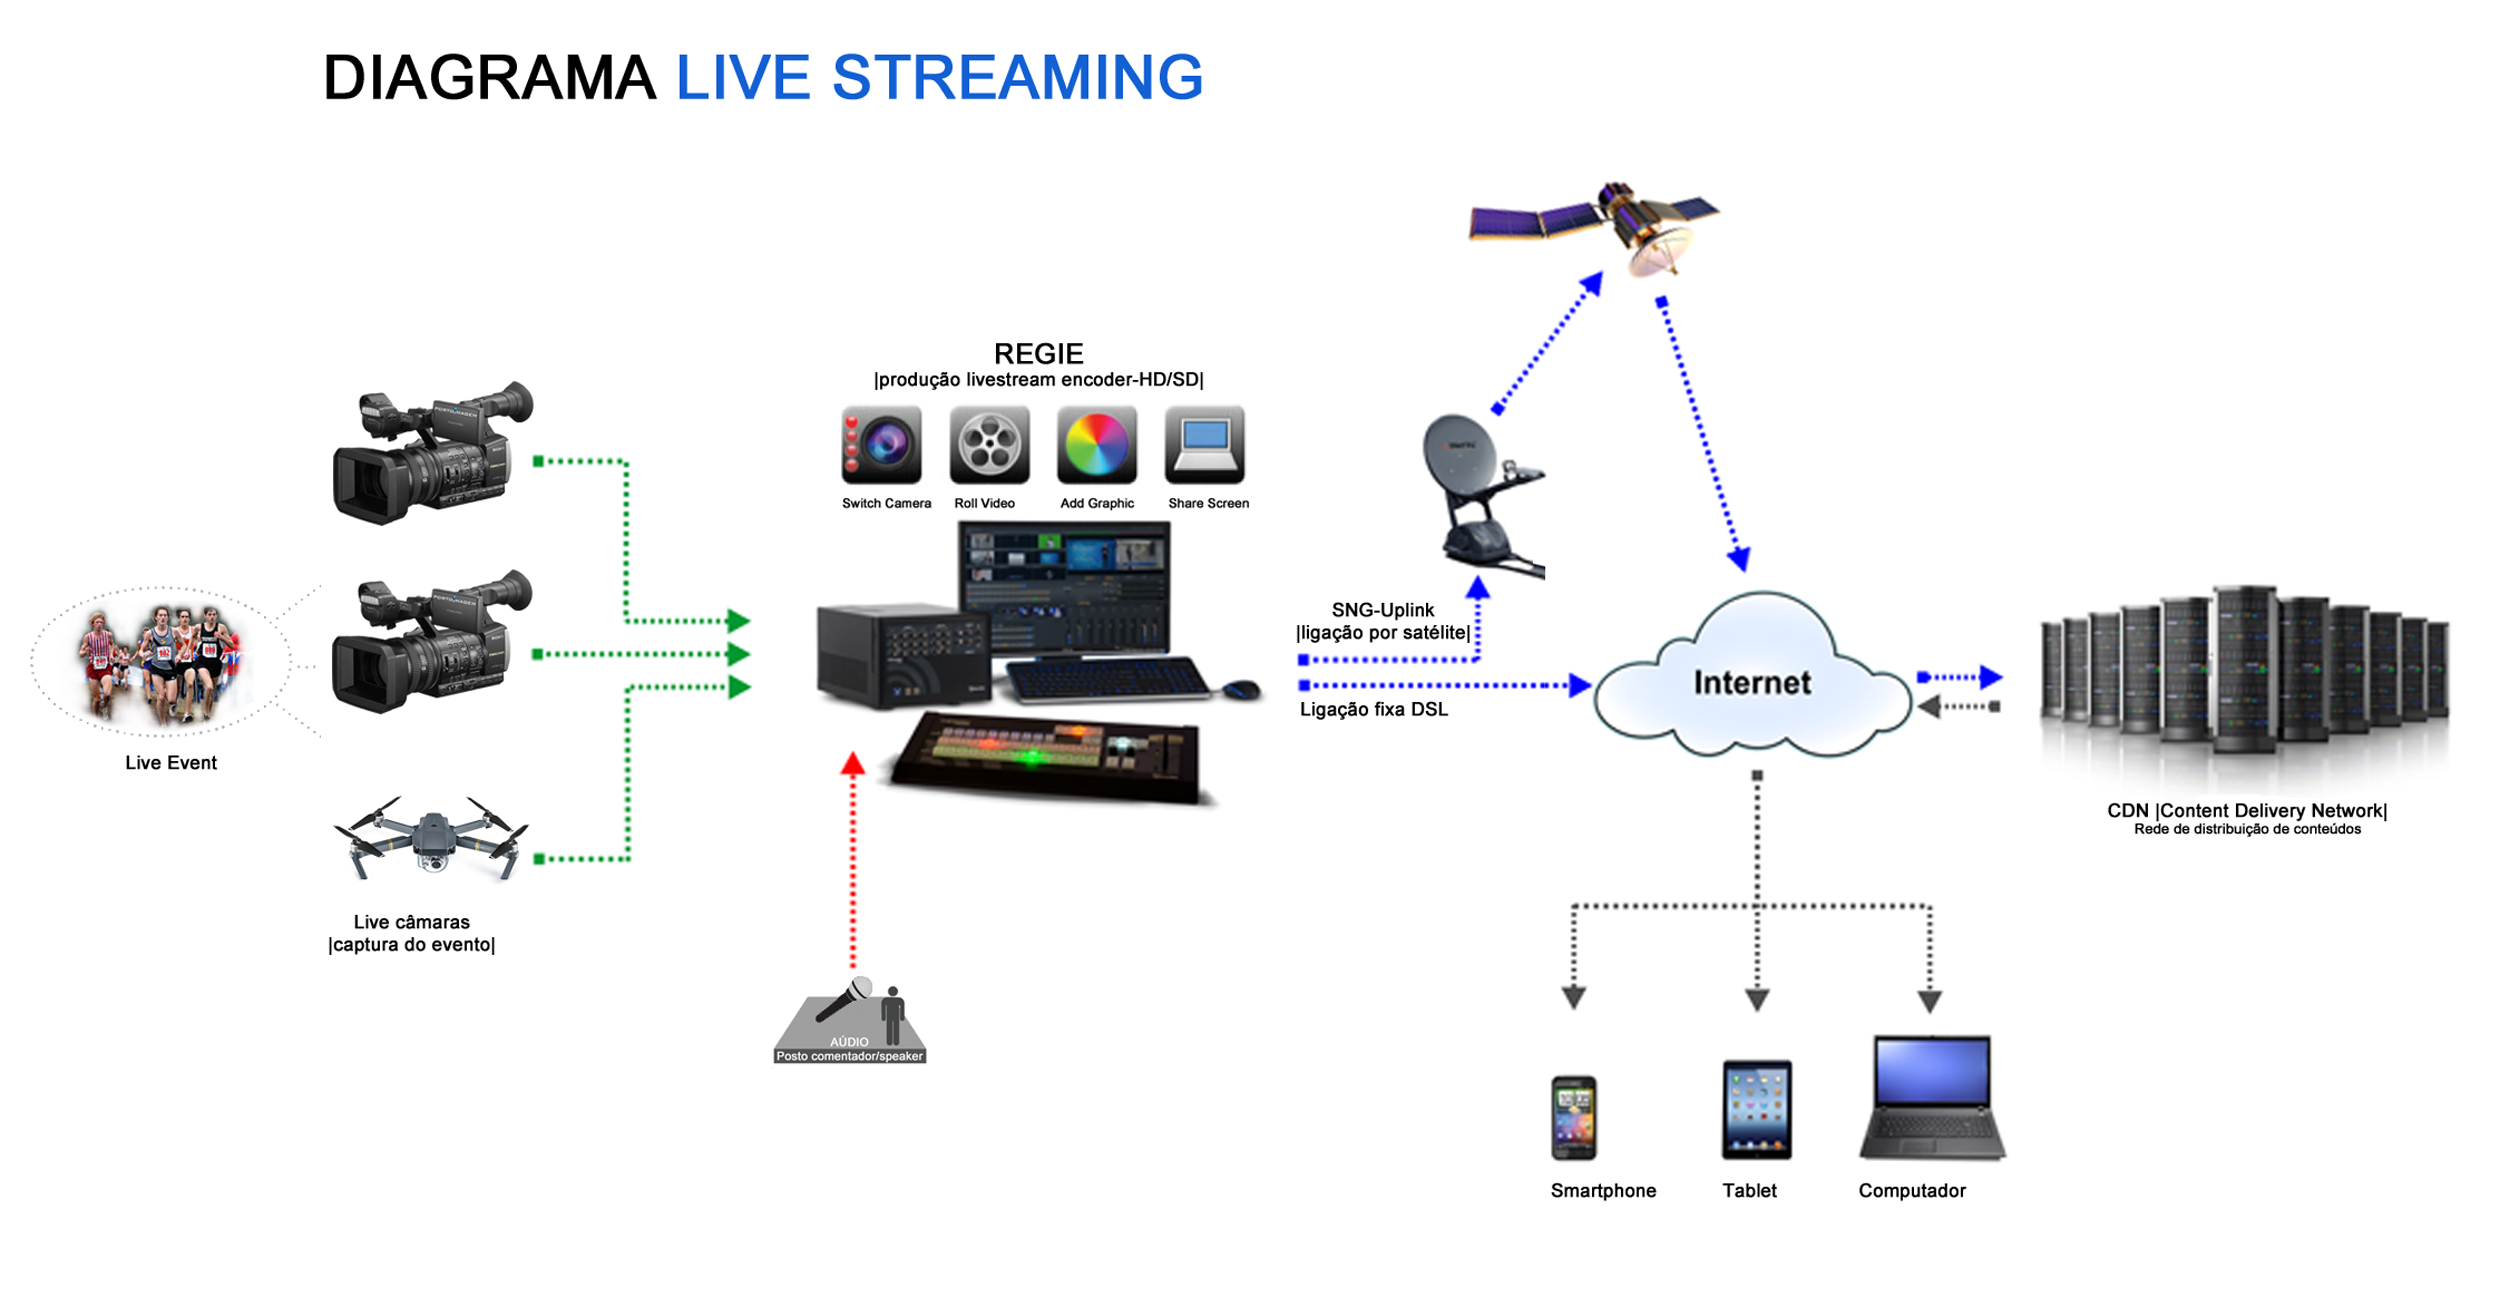 DIAGRAMA LIVE STREAMING
REGIE
|produção livestream encoder-HD/SD|
Switch Camera
Roll Video
Add Graphic
Share Screen
SNG-Uplink
|ligação por satélite|
Ligação fixa DSL
Internet
Live Event
CDN |Content Delivery Network|
Rede de distribuição de conteúdos
Live câmaras
|captura do evento|
AÚDIO
Posto comentador/speaker
Smartphone
Tablet
Computador